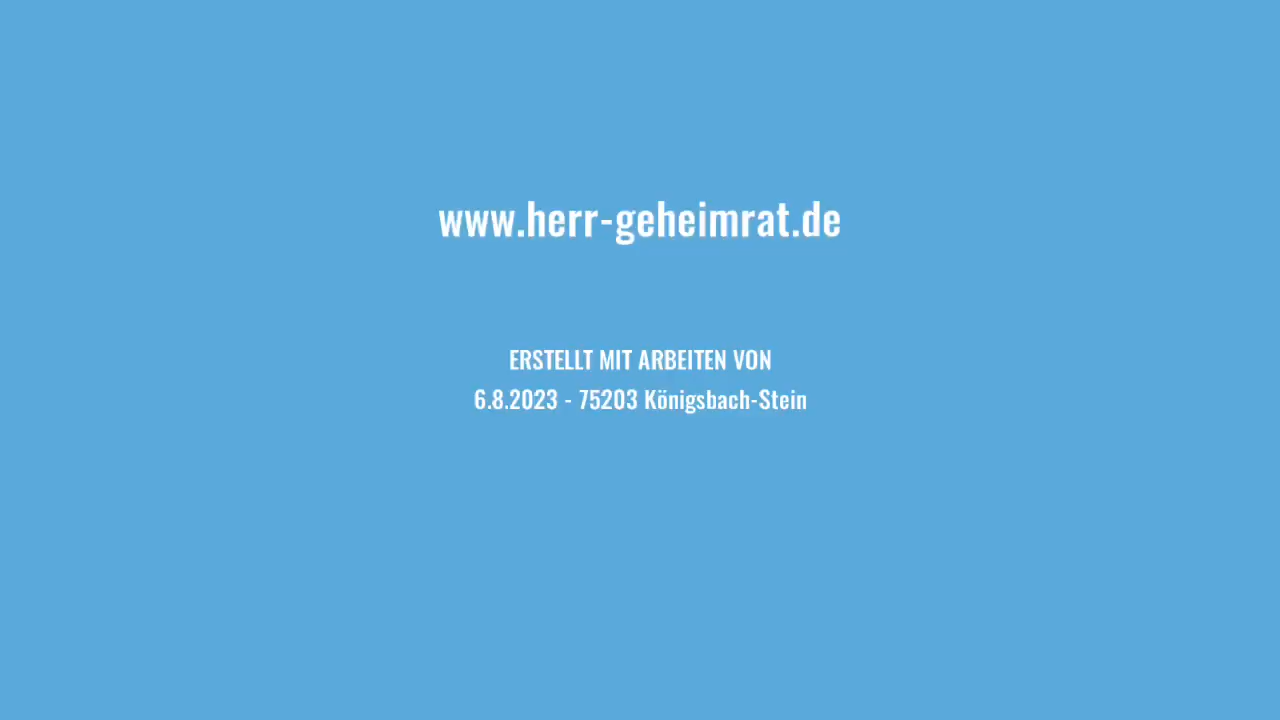 www.herr-geheimrat.de
ERSTELLT MIT ARBEITEN VON
6.8.2023 - 75203 Königsbach-Stein